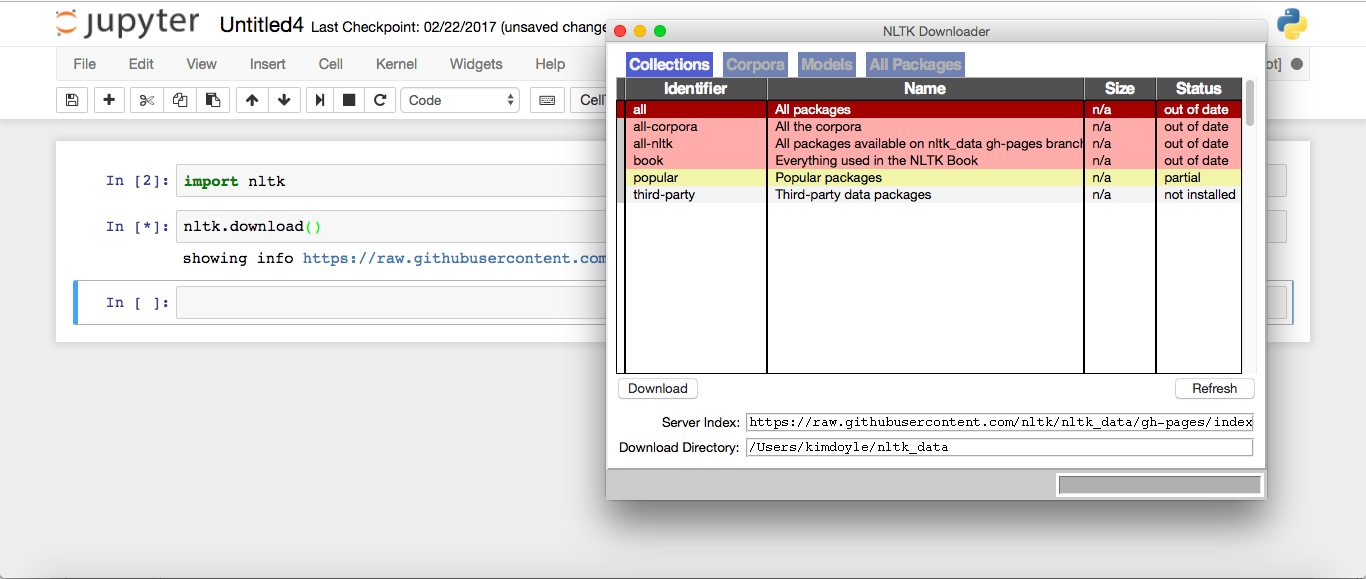 jupyter Untitled4 Last Checkpoint: 02/22/2017 (unsaved change
File Edit View Insert Cell Kernel Widgets Help
Code
CellT
In [2]: import nltk
In [*]: nltk.download()
showing info https://raw.githubusercontent.com
In [ ]:
NLTK Downloader
Collections Corpora Models All Packages
Identifier Name Size Status
all All packages n/a out of date
all-corpora All the corpora n/a out of date
all-nltk All packages available on nltk_data gh-pages branch n/a out of date
book Everything used in the NLTK Book n/a out of date
popular Popular packages n/a partial
third-party Third-party data packages n/a not installed
Download Refresh
Server Index: https://raw.githubusercontent.com/nltk/nltk_data/gh-pages/index
Download Directory: /Users/kimdoyle/nltk_data